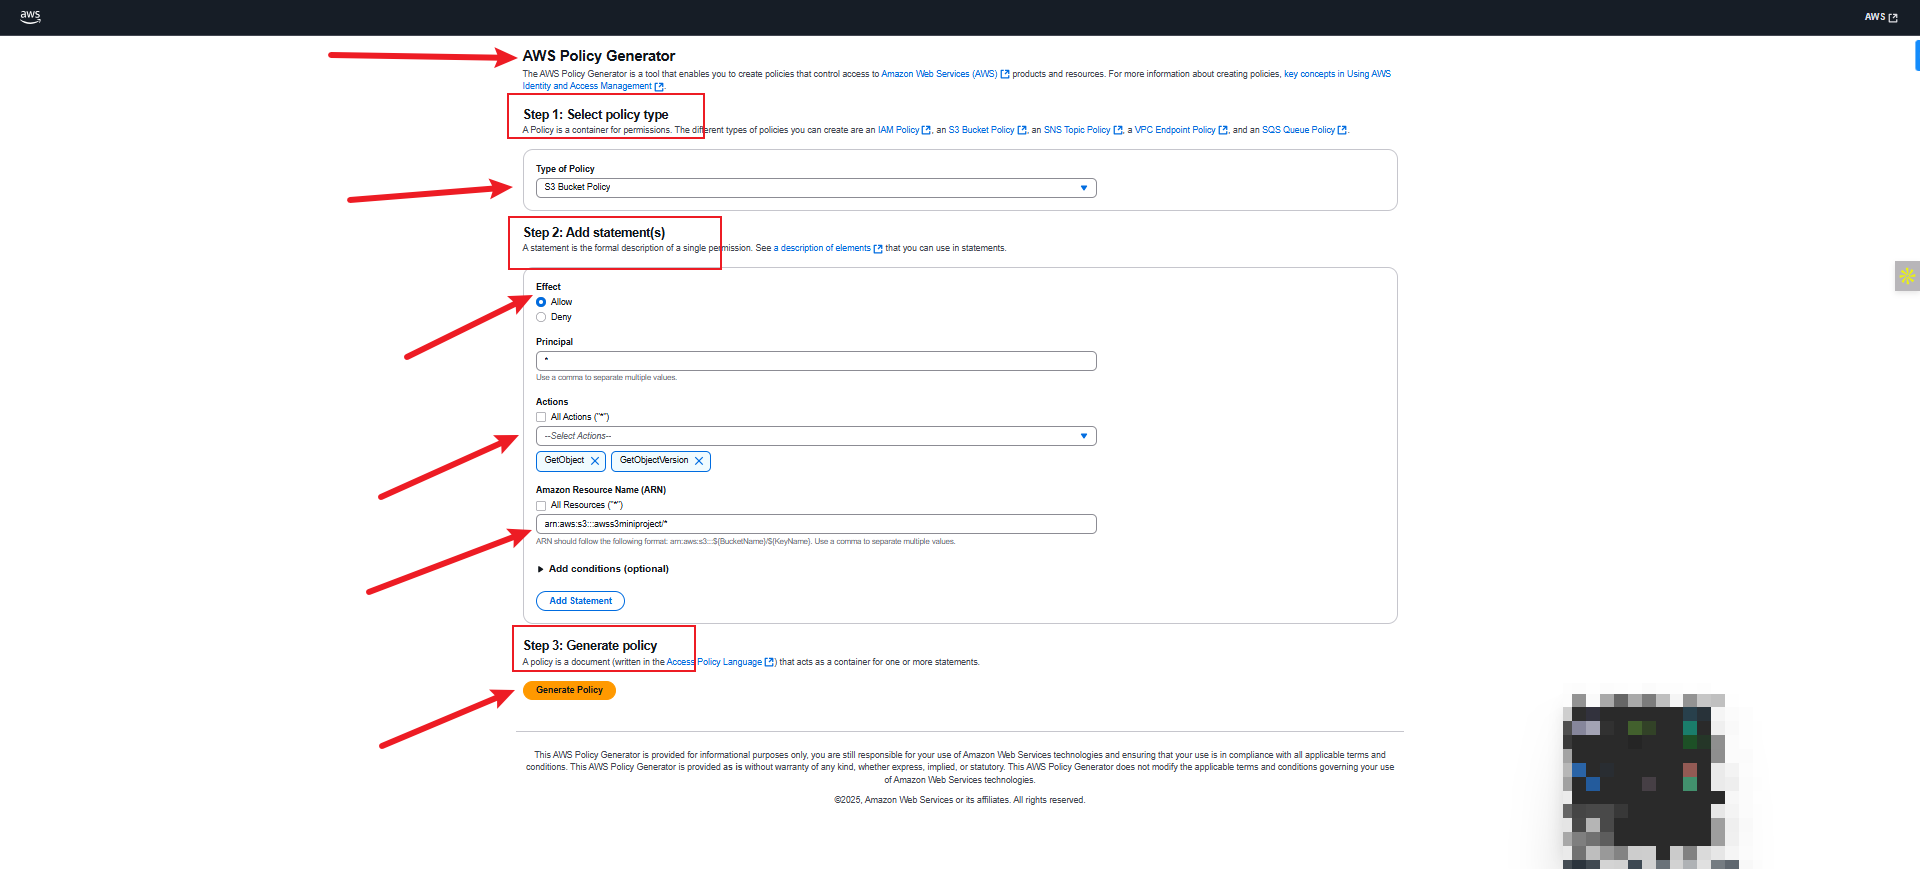 aws
AWS
AWS Policy Generator
The AWS Policy Generator is a tool that enables you to create policies that control access to Amazon Web Services (AWS) products and resources. For more information about creating policies, key concepts in Using AWS
Identity and Access Management.
Step 1: Select policy type
A Policy is a container for permissions. The different types of policies you can create are an IAM Policy, an S3 Bucket Policy, an SNS Topic Policy, a VPC Endpoint Policy, and an SQS Queue Policy.
Type of Policy
S3 Bucket Policy
Step 2: Add statement(s)
A statement is the formal description of a single permission. See a description of elements that you can use in statements.
Effect
Allow
Deny
Principal
*
Use a comma to separate multiple values.
Actions
All Actions ("*")
--Select Actions--
GetObject GetObjectVersion
Amazon Resource Name (ARN)
All Resources ("*")
arn:aws:s3:::awss3miniproject/*
ARN should follow the following format: arn:aws:s3:::${BucketName}/${KeyName}. Use a comma to separate multiple values.
Add conditions (optional)
Add Statement
Step 3: Generate policy
A policy is a document (written in the Access Policy Language) that acts as a container for one or more statements.
Generate Policy
This AWS Policy Generator is provided for informational purposes only, you are still responsible for your use of Amazon Web Services technologies and ensuring that your use is in compliance with all applicable terms and
conditions. This AWS Policy Generator is provided as is without warranty of any kind, whether express, implied, or statutory. This AWS Policy Generator does not modify the applicable terms and conditions governing your use
of Amazon Web Services technologies.
©2025, Amazon Web Services or its affiliates. All rights reserved.